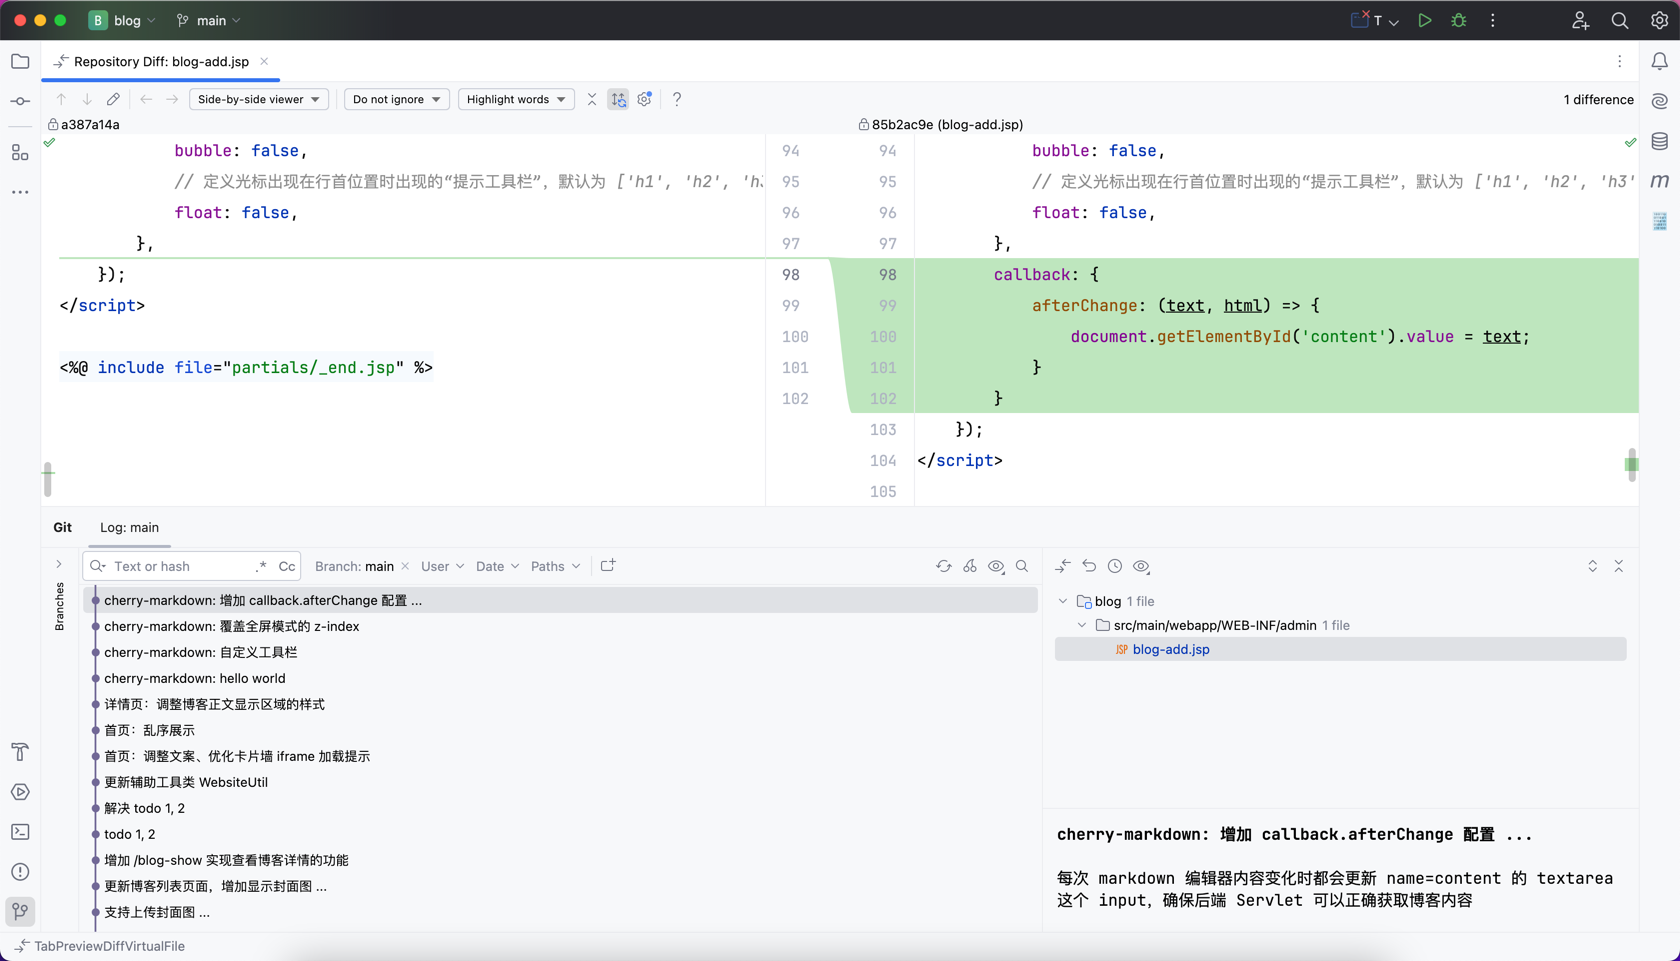 B blog main T
Repository Diff: blog-add.jsp
Side-by-side viewer Do not ignore Highlight words ? 1 difference
a387a14a 85b2ac9e (blog-add.jsp)
bubble: false, 94 94 bubble: false,
// 定义光标出现在行首位置时出现的“提示工具栏”，默认为 ['h1', 'h2', 'h3 95 95 // 定义光标出现在行首位置时出现的“提示工具栏”，默认为 ['h1', 'h2', 'h3'
float: false, 96 96 float: false,
}, 97 97 },
}); 98 98 callback: {
</script> 99 99 afterChange: (text, html) => {
100 100 document.getElementById('content').value = text;
<%@ include file="partials/_end.jsp" %> 101 101 }
102 102 }
103 });
104 </script>
105
Git Log: main
Branches
Text or hash .* Cc Branch: main User Date Paths
cherry-markdown: 增加 callback.afterChange 配置 ...
cherry-markdown: 覆盖全屏模式的 z-index
cherry-markdown: 自定义工具栏
cherry-markdown: hello world
详情页：调整博客正文显示区域的样式
首页：乱序展示
首页：调整文案、优化卡片墙 iframe 加载提示
更新辅助工具类 WebsiteUtil
解决 todo 1, 2
todo 1, 2
增加 /blog-show 实现查看博客详情的功能
更新博客列表页面，增加显示封面图 ...
支持上传封面图 ...
blog 1 file
src/main/webapp/WEB-INF/admin 1 file
JSP blog-add.jsp
cherry-markdown: 增加 callback.afterChange 配置 ...
每次 markdown 编辑器内容变化时都会更新 name=content 的 textarea
这个 input，确保后端 Servlet 可以正确获取博客内容
m
TabPreviewDiffVirtualFile